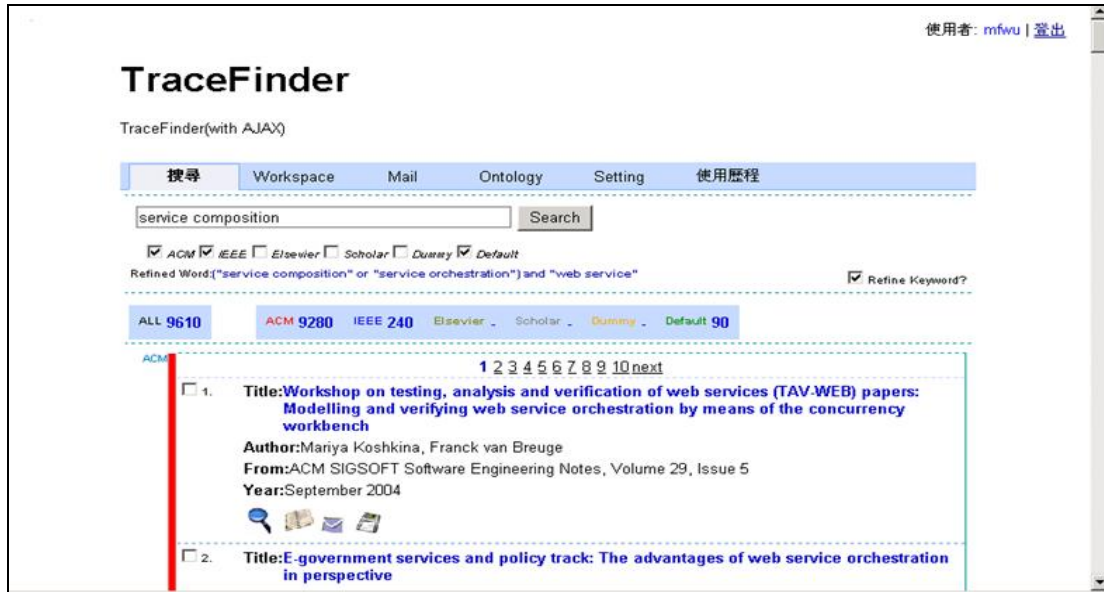 使用者: mfwu | 登出
TraceFinder
TraceFinder(with AJAX)
搜尋 Workspace Mail Ontology Setting 使用歷程
service composition Search
ACM IEEE Elsevier Scholar Dummy Default
Refined Word:("service composition" or "service orchestration") and "web service" Refine Keyword?
ALL 9610 ACM 9280 IEEE 240 Elsevier - Scholar - Dummy - Default 90
ACM
1 2 3 4 5 6 7 8 9 10 next
1. Title:Workshop on testing, analysis and verification of web services (TAV-WEB) papers:
Modelling and verifying web service orchestration by means of the concurrency
workbench
Author:Mariya Koshkina, Franck van Breuge
From:ACM SIGSOFT Software Engineering Notes, Volume 29, Issue 5
Year:September 2004
2. Title:E-government services and policy track: The advantages of web service orchestration
in perspective